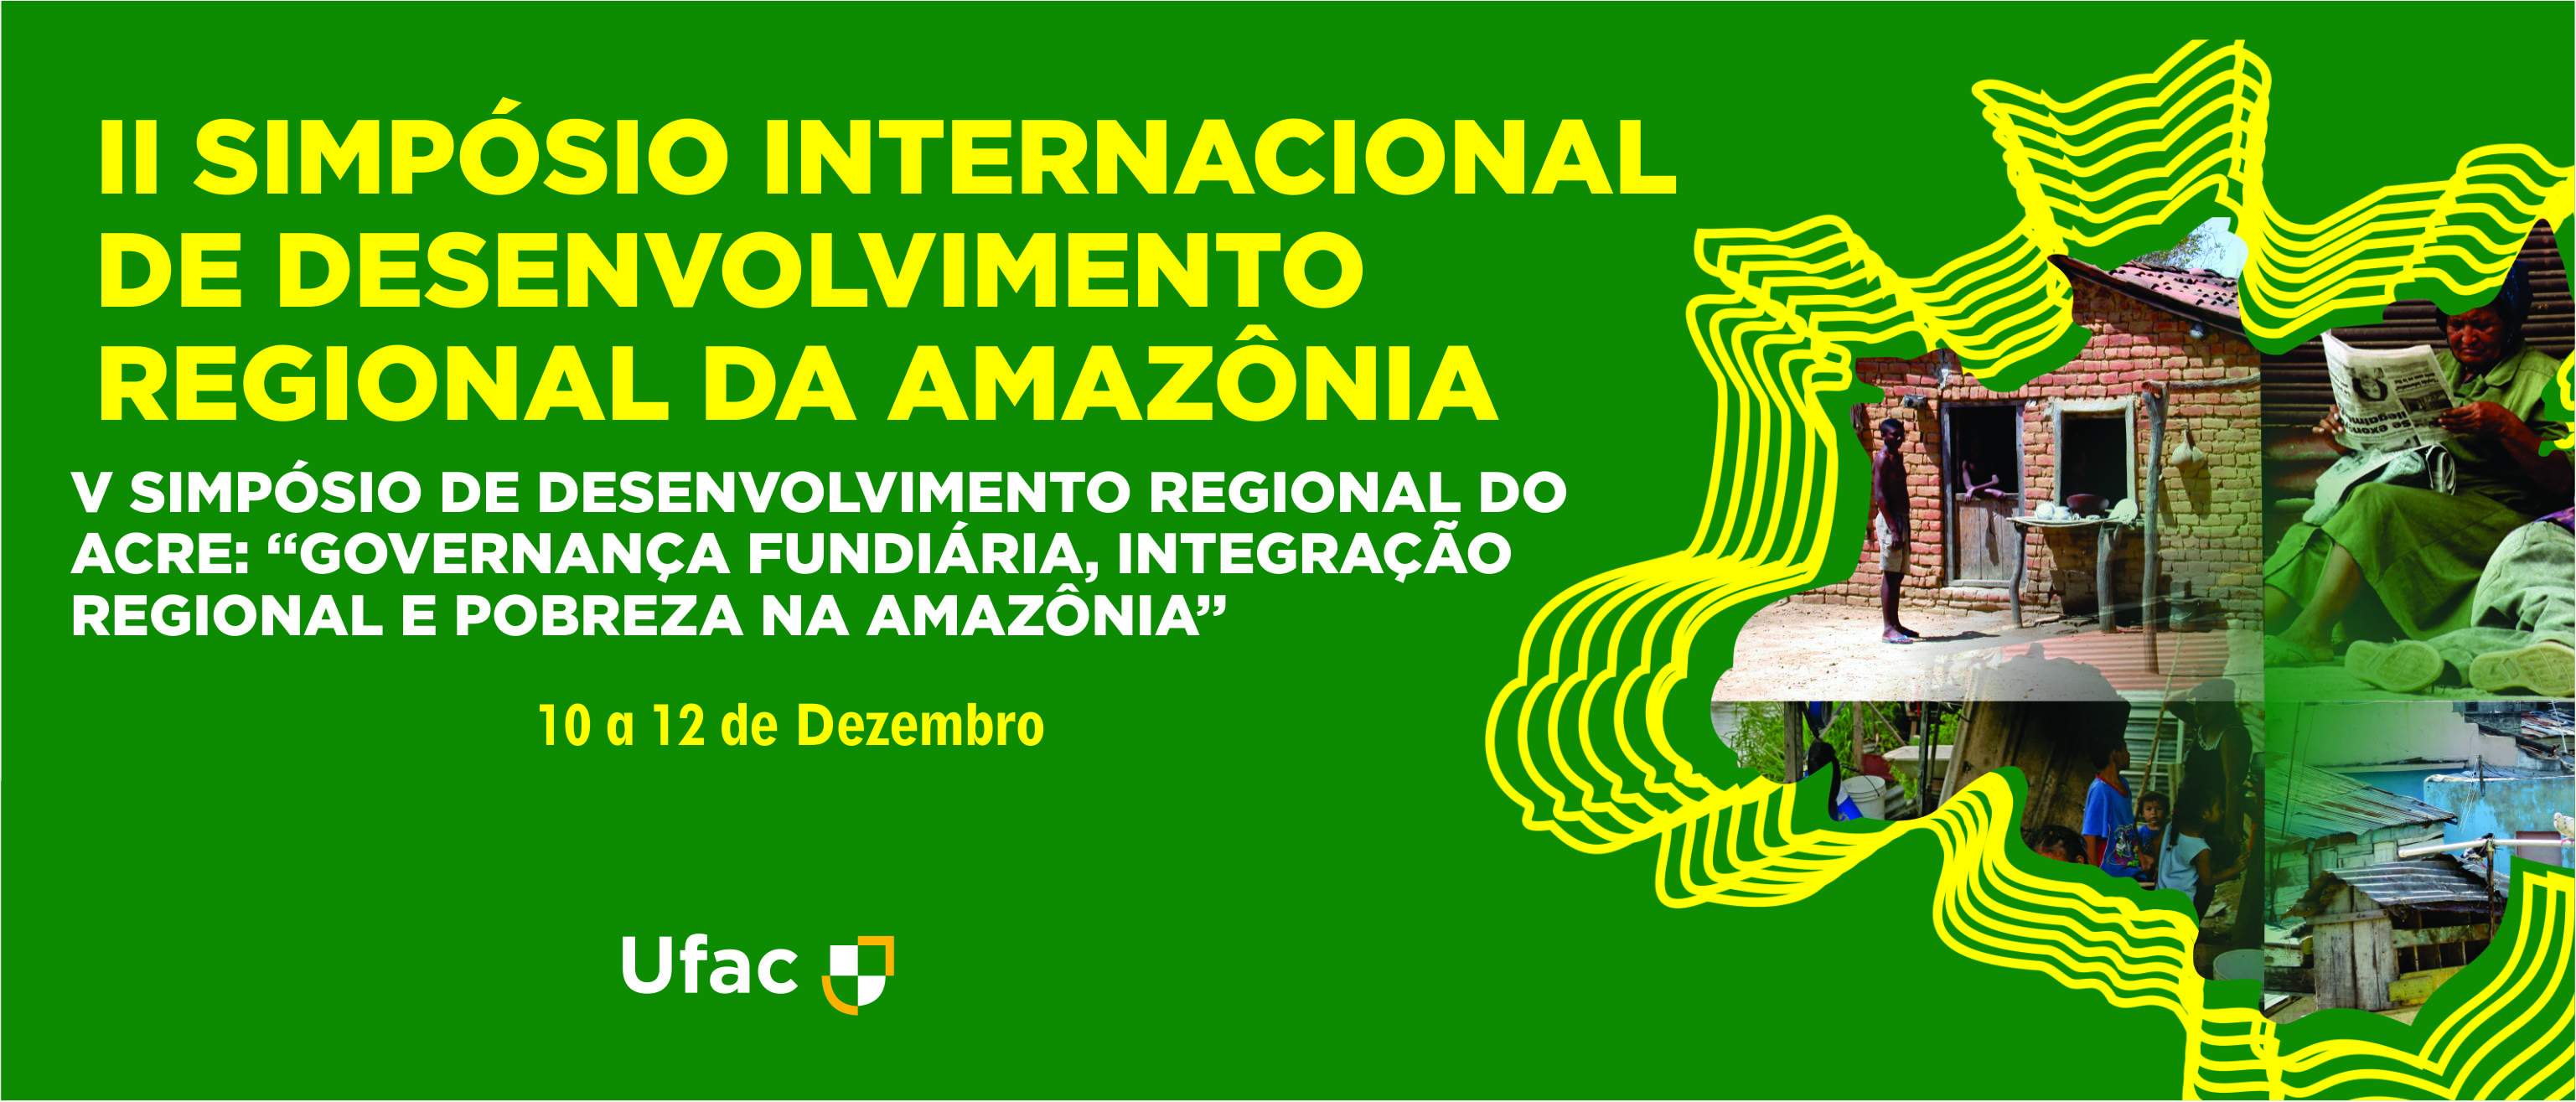 II SIMPÓSIO INTERNACIONAL
DE DESENVOLVIMENTO
REGIONAL DA AMAZÔNIA
V SIMPÓSIO DE DESENVOLVIMENTO REGIONAL DO
ACRE: “GOVERNANÇA FUNDIÁRIA, INTEGRAÇÃO
REGIONAL E POBREZA NA AMAZÔNIA”
10 a 12 de Dezembro
Ufac